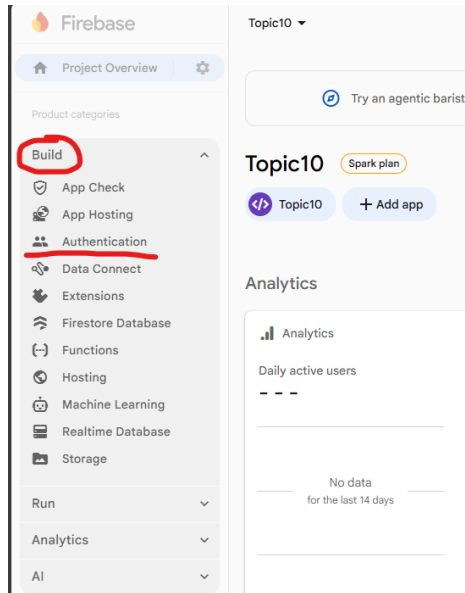 Firebase
Project Overview
Product categories
Build
App Check
App Hosting
Authentication
Data Connect
Extensions
Firestore Database
Functions
Hosting
Machine Learning
Realtime Database
Storage
Run
Analytics
AI
Topic10
Try an agentic barist
Topic10 Spark plan
Topic10 + Add app
Analytics
Analytics
Daily active users
- - -
No data
for the last 14 days